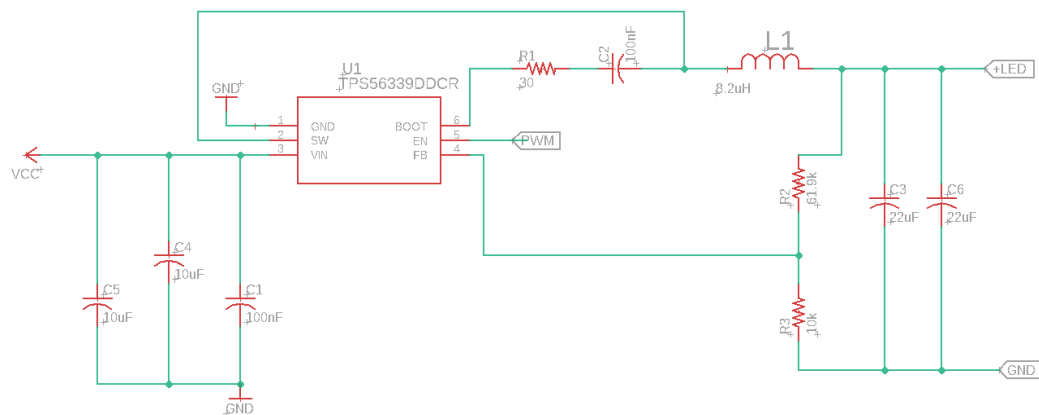 L1
8.2uH
R1
30
C2
100nF
U1
TPS56339DDCR
GND
1
GND
BOOT
6
2
SW
EN
5
3
VIN
FB
4
PWM
+LED
VCC
C5
10uF
C4
10uF
C1
100nF
GND
R2
61.9k
R3
10k
C3
22uF
C6
22uF
GND